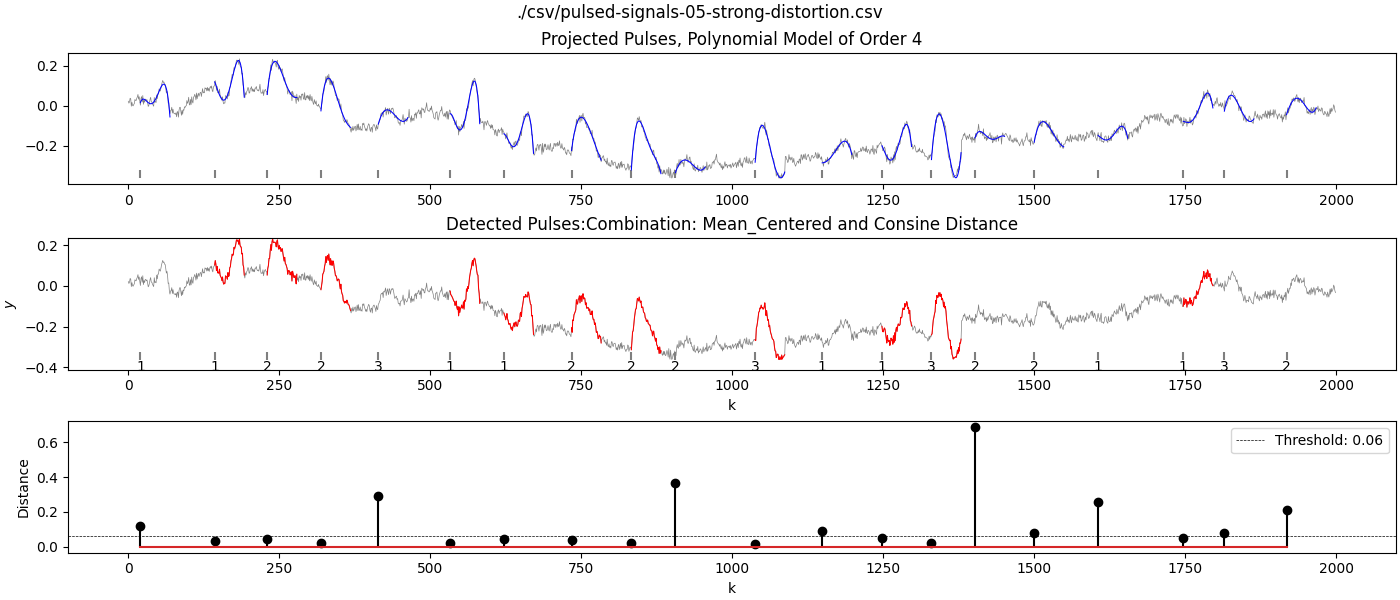 ./csv/pulsed-signals-05-strong-distortion.csv
Projected Pulses, Polynomial Model of Order 4
0.2
0.0
−0.2
0 250 500 750 1000 1250 1500 1750 2000
Detected Pulses:Combination: Mean_Centered and Consine Distance
0.2
0.0
−0.2
−0.4
y
1 1 2 2 3 1 1 2 2 2 3 1 1 3 2 2 1 1 3 2
0 250 500 750 1000 1250 1500 1750 2000
k
Threshold: 0.06
0.6
0.4
0.2
0.0
Distance
0 250 500 750 1000 1250 1500 1750 2000
k